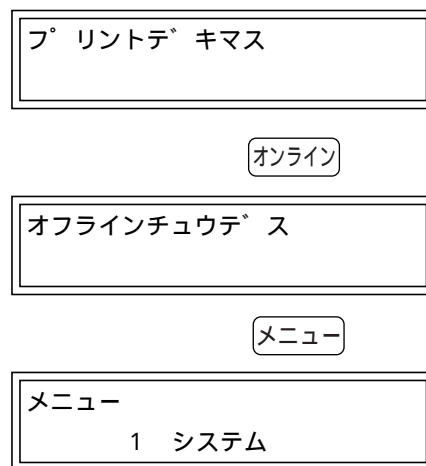 プ゜リントデ゛キマス
オンライン
オフラインチュウデ゛ス
メニュー
メニュー
1 システム